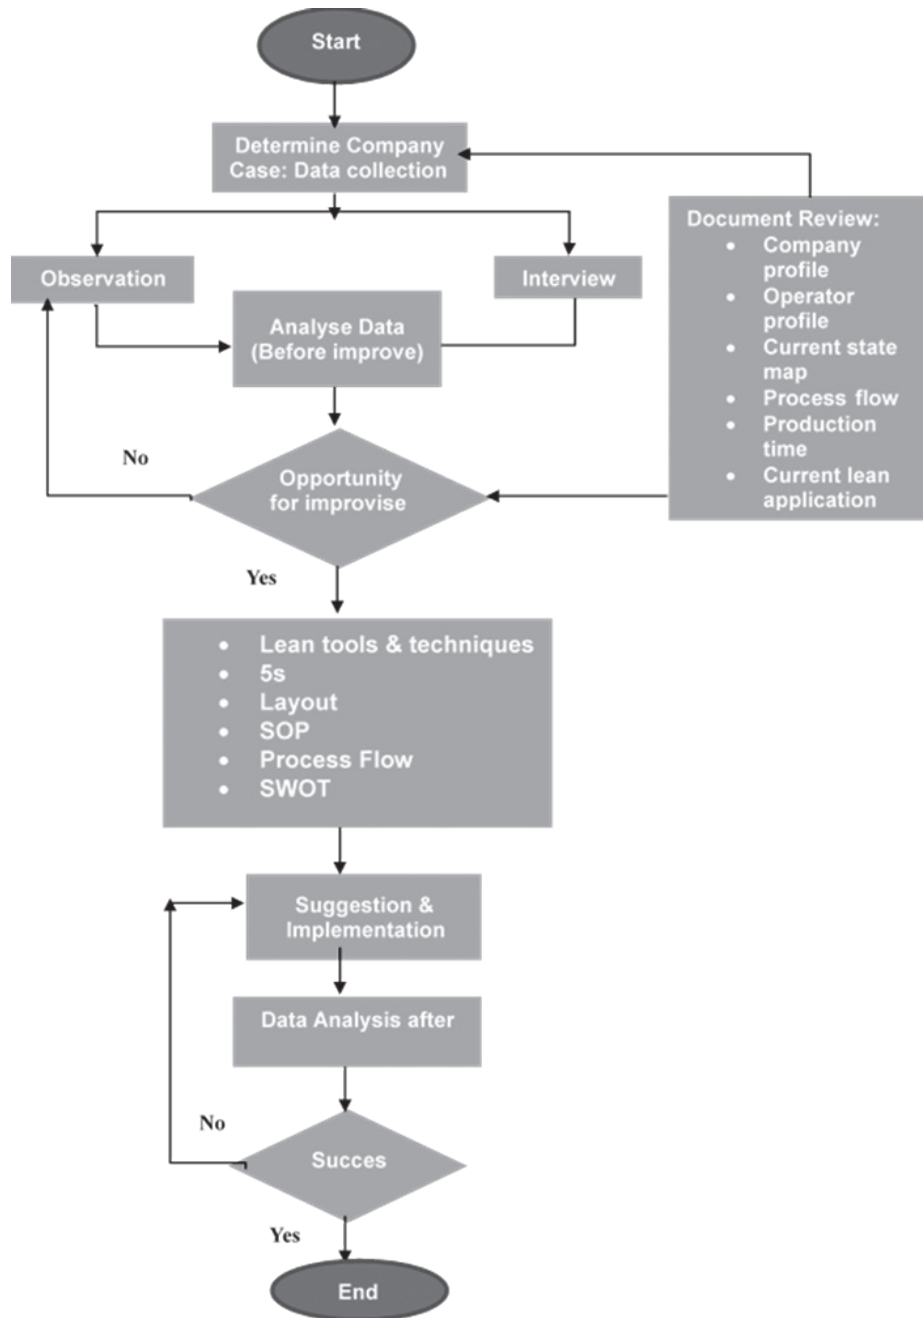 Start
Determine Company
Case: Data collection
Document Review:
• Company
profile
• Operator
profile
• Current state
map
• Process flow
• Production
time
• Current lean
application
Observation
Interview
Analyse Data
(Before improve)
No
Opportunity
for improvise
Yes
• Lean tools & techniques
• 5s
• Layout
• SOP
• Process Flow
• SWOT
Suggestion &
Implementation
Data Analysis after
No
Succes
Yes
End